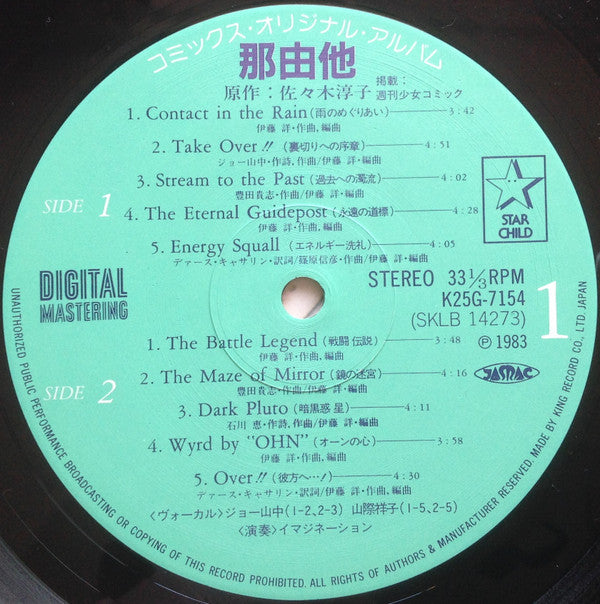 コミックス・オリジナル・アルバム
那由他
原作：佐々木淳子
掲載：
週刊少女コミック
1. Contact in the Rain(雨のめぐりあい) 3:42
伊藤 詳・作曲、編曲
2. Take Over!!(裏切りへの序章) 4:51
ジョー山中・作詩、作曲/伊藤 詳・編曲
3. Stream to the Past(過去への濁流) 4:02
豊田貴志・作曲/伊藤 詳・編曲
SIDE 1
4. The Eternal Guidepost(永遠の道標) 4:28
伊藤 詳・作曲、編曲
5. Energy Squall(エネルギー洗礼) 4:05
ディアース・キャサリン・訳詞/篠原信彦・作曲/伊藤 詳・編曲
STAR
CHILD
DIGITAL
MASTERING
STEREO 33 1/3 RPM
K25G-7154
(SKLB 14273)
1
Ⓟ 1983
JASRAC
1. The Battle Legend(戦闘伝説) 3:48
伊藤 詳・作曲、編曲
SIDE 2
2. The Maze of Mirror(鏡の迷宮) 4:16
豊田貴志・作曲/伊藤 詳・編曲
3. Dark Pluto(暗黒惑星) 4:11
石川 恵・作詩、作曲/伊藤 詳・編曲
4. Wyrd by "OHN"(オーンの心) 3:58
伊藤 詳・作曲、編曲
5. Over!!(彼方へ…!) 4:30
ディアース・キャサリン・訳詞/伊藤 詳・作曲、編曲
〈ヴォーカル〉ジョー山中(1-2、2-3) 山際祥子(1-5、2-5)
〈演奏〉イマジネーション
UNAUTHORIZED PUBLIC PERFORMANCE BROADCASTING OR COPYING OF THIS RECORD PROHIBITED. ALL RIGHTS OF AUTHORS & MANUFACTURER RESERVED. MADE BY KING RECORD CO., LTD. JAPAN